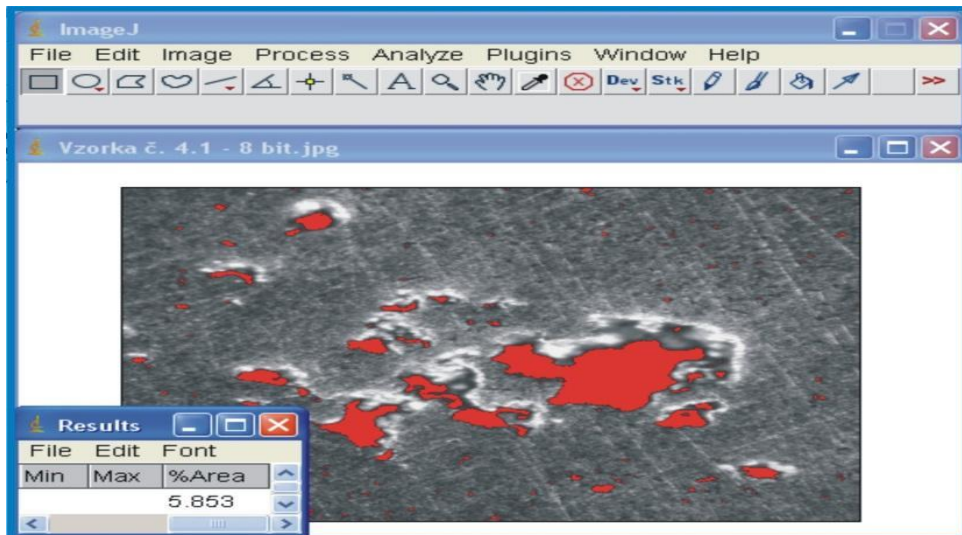 ImageJ
File Edit Image Process Analyze Plugins Window Help
A Dev Stk >>
Vzorka č. 4.1 - 8 bit.jpg
Results
File Edit Font
Min Max %Area
5.853